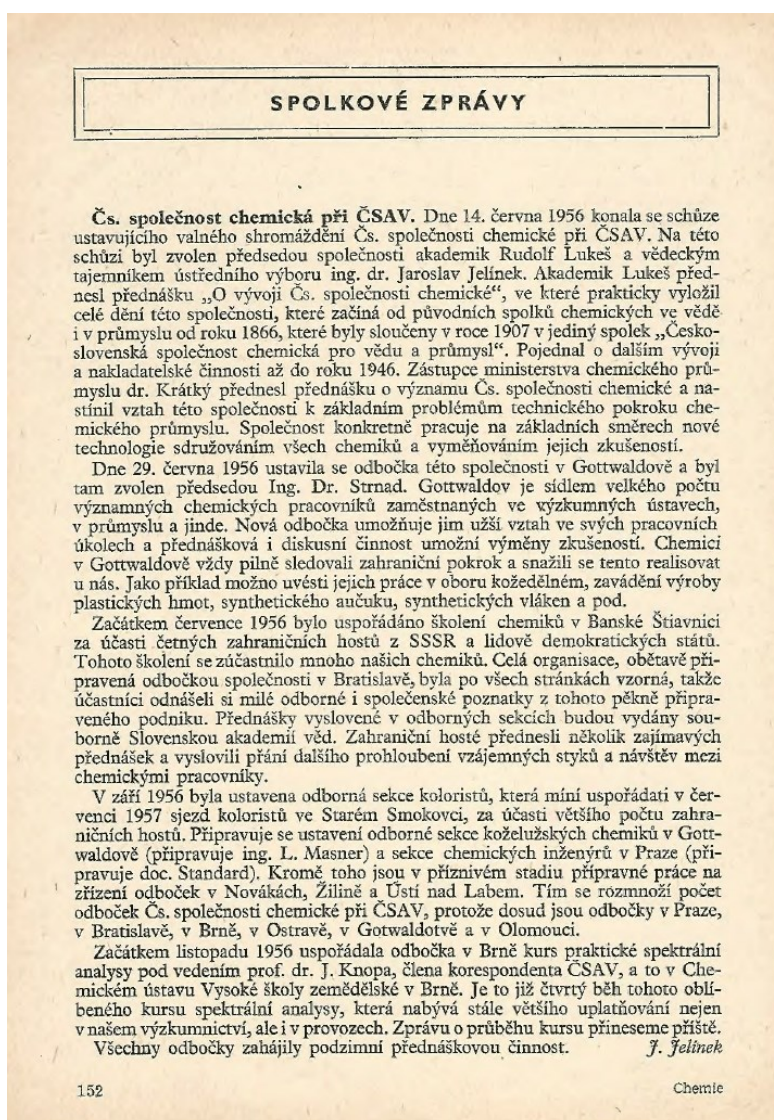 SPOLKOVÉ ZPRÁVY
Čs. společnost chemická při ČSAV. Dne 14. června 1956 konala se schůze
ustavujícího valného shromáždění Čs. společnosti chemické při ČSAV. Na této
schůzi byl zvolen předsedou společnosti akademik Rudolf Lukeš a vědeckým
tajemníkem ústředního výboru ing. dr. Jaroslav Jelínek. Akademik Lukeš před-
nesl přednášku „O vývoji Čs. společnosti chemické“, ve které prakticky vyložil
celé dění této společnosti, které začíná od původních spolků chemických ve vědě
i v průmyslu od roku 1866, které byly sloučeny v roce 1907 v jediný spolek „Česko-
slovenská společnost chemická pro vědu a průmysl“. Pojednal o dalším vývoji
a nakladatelské činnosti až do roku 1946. Zástupce ministerstva chemického prů-
myslu dr. Krátký přednesl přednášku o významu Čs. společnosti chemické a na-
stínil vztah této společnosti k základním problémům technického pokroku che-
mického průmyslu. Společnost konkretně pracuje na základních směrech nové
technologie sdružováním všech chemiků a vyměňováním jejich zkušeností.
Dne 29. června 1956 ustavila se odbočka této společnosti v Gottwaldově a byl
tam zvolen předsedou Ing. Dr. Strnad. Gottwaldov je sídlem velkého počtu
významných chemických pracovníků zaměstnaných ve výzkumných ústavech,
v průmyslu a jinde. Nová odbočka umožňuje jim užší vztah ve svých pracovních
úkolech a přednášková i diskusní činnost umožní výměny zkušeností. Chemici
v Gottwaldově vždy pilně sledovali zahraniční pokrok a snažili se tento realisovat
u nás. Jako příklad možno uvésti jejich práce v oboru kožedělném, zavádění výroby
plastických hmot, synthetického aučuku, synthetických vláken a pod.
Začátkem července 1956 bylo uspořádáno školení chemiků v Banské Štiavnici
za účasti četných zahraničních hostů z SSSR a lidově demokratických států.
Tohoto školení se zúčastnilo mnoho našich chemiků. Celá organisace, obětavě při-
pravená odbočkou společnosti v Bratislavě, byla po všech stránkách vzorná, takže
účastníci odnášeli si milé odborné i společenské poznatky z tohoto pěkně připra-
veného podniku. Přednášky vyslovené v odborných sekcích budou vydány sou-
borně Slovenskou akademií věd. Zahraniční hosté přednesli několik zajímavých
přednášek a vyslovili přání dalšího prohloubení vzájemných styků a návštěv mezi
chemickými pracovníky.
V září 1956 byla ustavena odborná sekce koloristů, která míní uspořádati v čer-
venci 1957 sjezd koloristů ve Starém Smokovci, za účasti většího počtu zahra-
ničních hostů. Připravuje se ustavení odborné sekce koželužských chemiků v Gott-
waldově (připravuje ing. L. Masner) a sekce chemických inženýrů v Praze (při-
pravuje doc. Standard). Kromě toho jsou v příznivém stadiu přípravné práce na
zřízení odboček v Novákách, Žilině a Ústí nad Labem. Tím se rozmnoží počet
odboček Čs. společnosti chemické při ČSAV, protože dosud jsou odbočky v Praze,
v Bratislavě, v Brně, v Ostravě, v Gotwaldotvě a v Olomouci.
Začátkem listopadu 1956 uspořádala odbočka v Brně kurs praktické spektrální
analysy pod vedením prof. dr. J. Knopa, člena korespondenta ČSAV, a to v Che-
mickém ústavu Vysoké školy zemědělské v Brně. Je to již čtvrtý běh tohoto oblí-
beného kursu spektrální analysy, která nabývá stále většího uplatňování nejen
v našem výzkumnictví, ale i v provozech. Zprávu o průběhu kursu přineseme příště.
Všechny odbočky zahájily podzimní přednáškovou činnost. J. Jelínek
152 Chemie